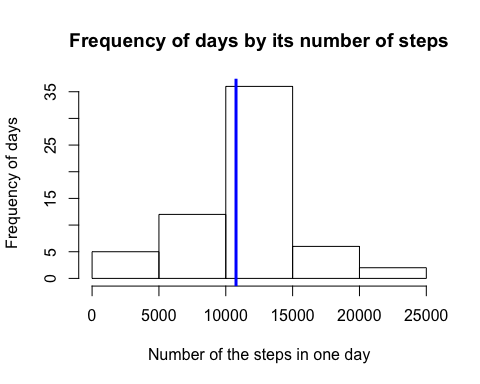 Frequency of days by its number of steps
Frequency of days
35
25
15
5
0
0 5000 10000 15000 20000 25000
Number of the steps in one day